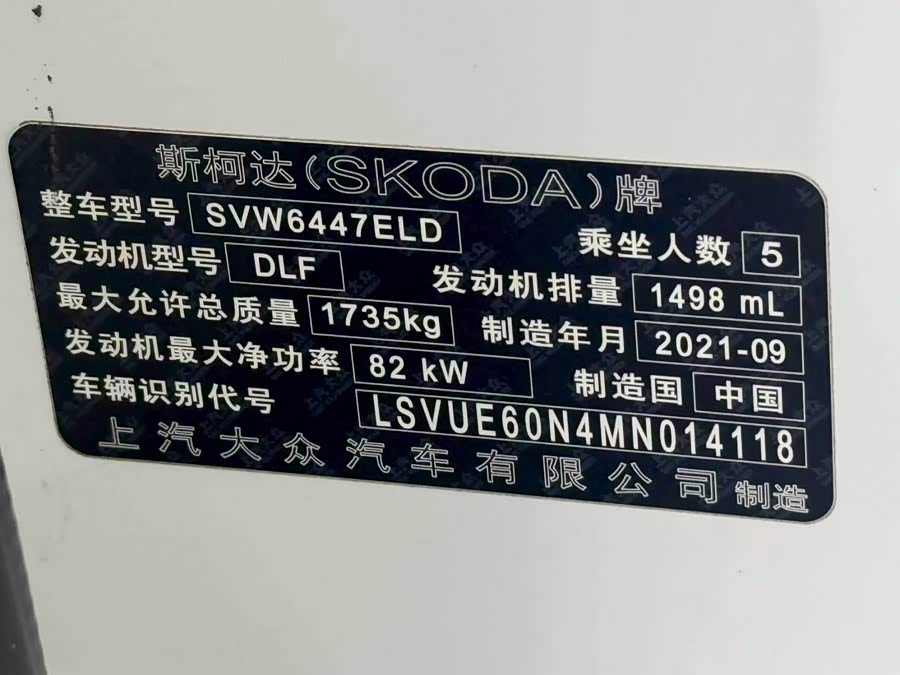 斯柯达(SKODA)牌
整车型号 SVW6447ELD 乘坐人数 5
发动机型号 DLF 发动机排量 1498 mL
最大允许总质量 1735kg 制造年月 2021-09
发动机最大净功率 82 kW 制造国 中国
车辆识别代号 LSVUE60N4MN014118
上汽大众汽车有限公司 制造